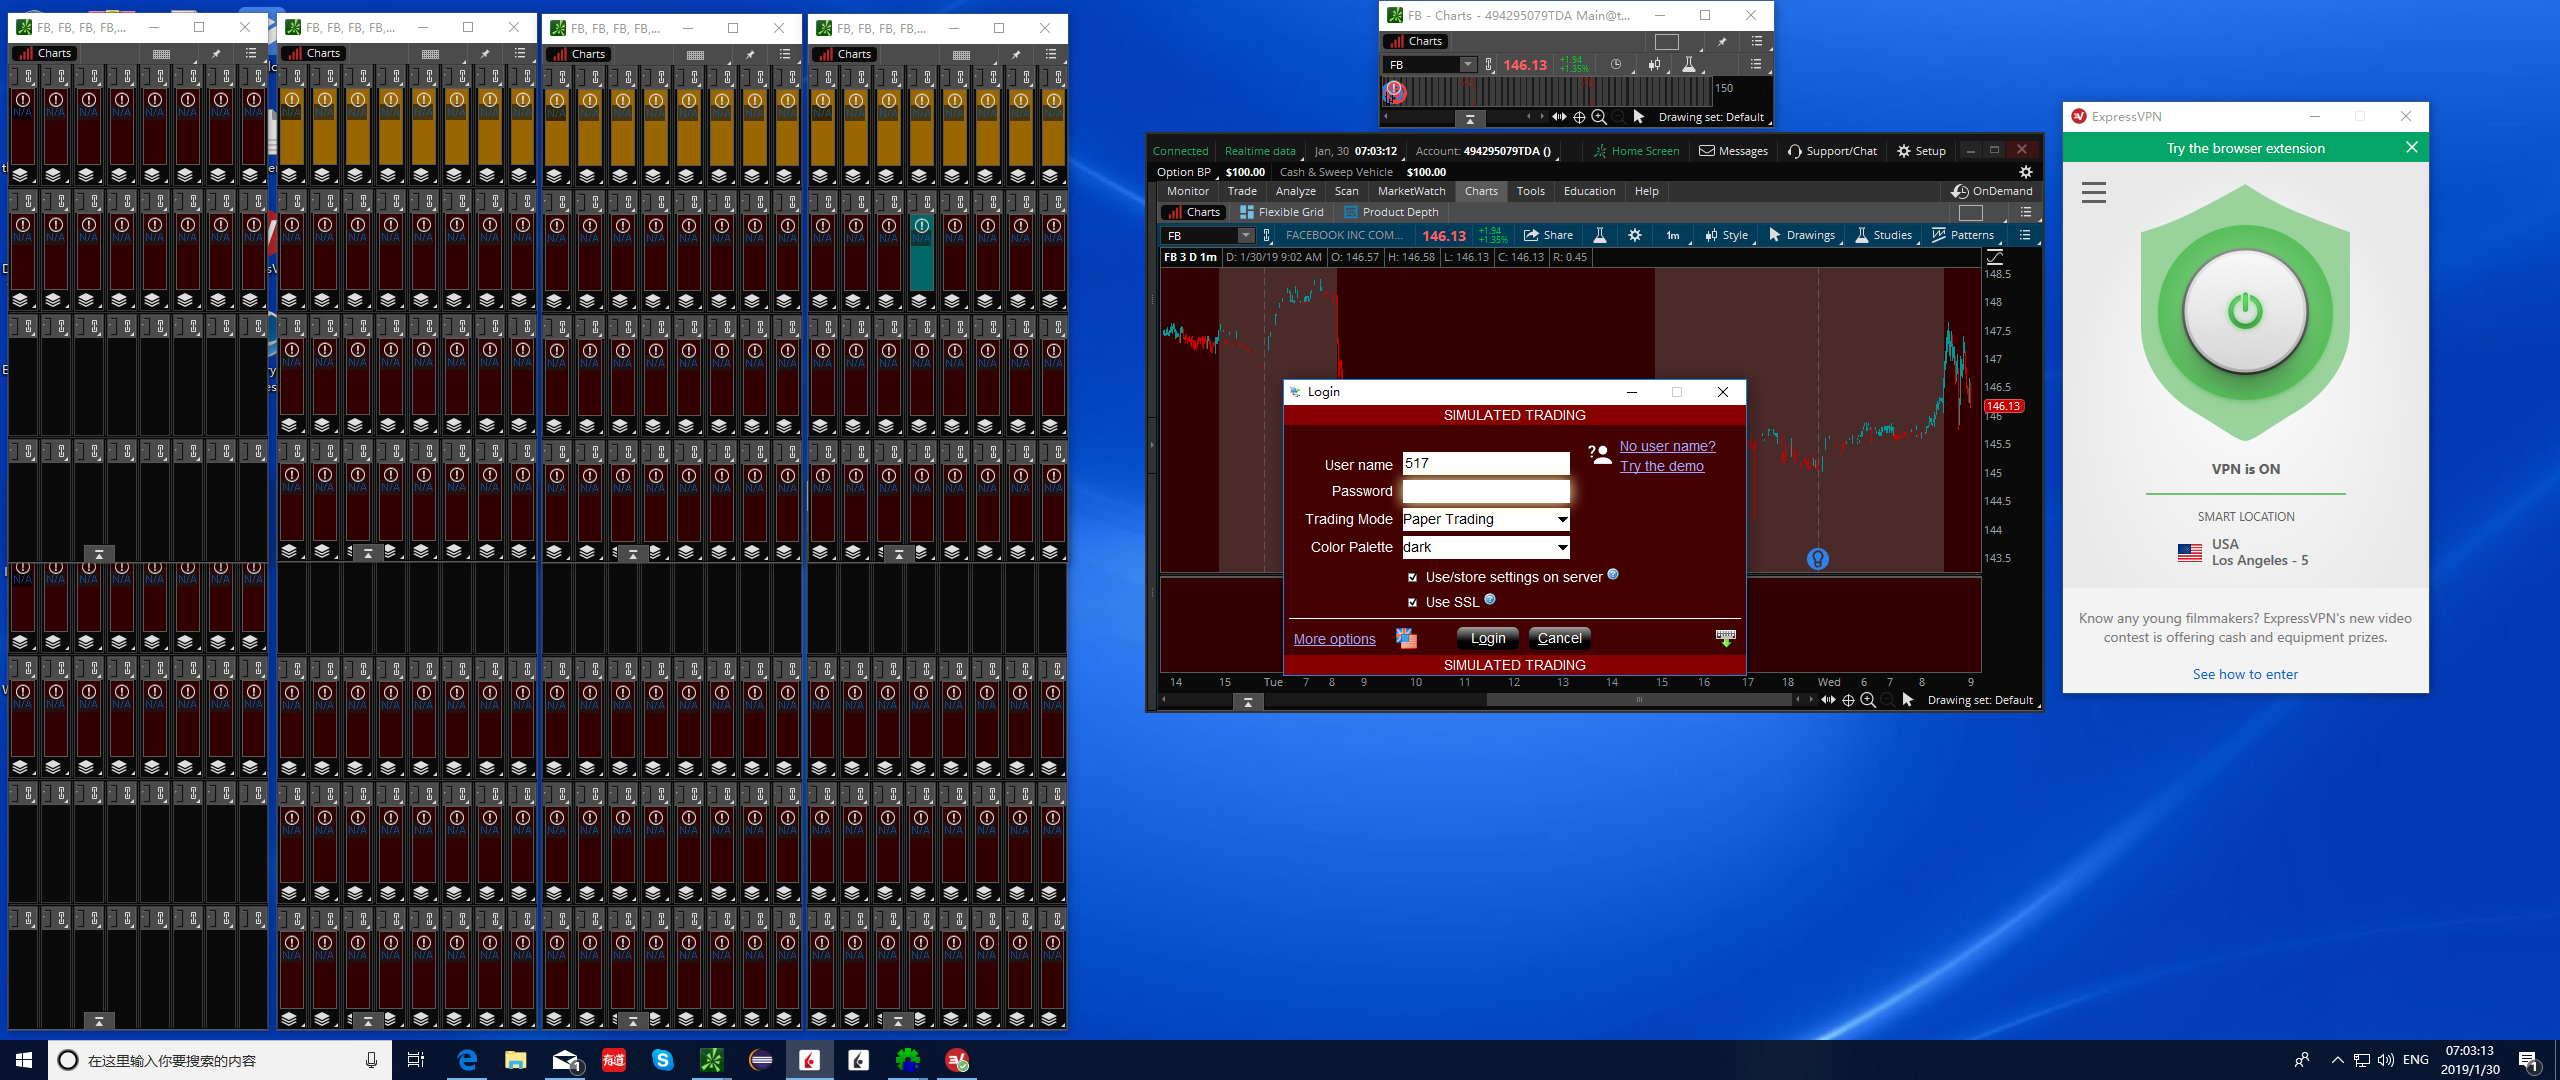 FB, FB, FB, FB,...
Charts
FB, FB, FB, FB,...
Charts
FB, FB, FB, FB,...
Charts
FB, FB, FB, FB,...
Charts
N/A N/A N/A N/A N/A N/A N/A N/A
FB - Charts - 494295079TDA Main@t...
Charts
FB 146.13 +1.94 +1.35%
150
Drawing set: Default
Connected Realtime data Jan, 30 07:03:12 Account: 494295079TDA () Home Screen Messages Support/Chat Setup
Option BP $100.00 Cash & Sweep Vehicle $100.00
Monitor Trade Analyze Scan MarketWatch Charts Tools Education Help OnDemand
Charts Flexible Grid Product Depth
FB FACEBOOK INC COM... 146.13 +1.94 +1.35% Share 1m Style Drawings Studies Patterns
FB 3 D 1m D: 1/30/19 9:02 AM O: 146.57 H: 146.58 L: 146.13 C: 146.13 R: 0.45
148.5
148
147.5
147
146.5
146.13
146
145.5
145
144.5
144
143.5
14 15 Tue 7 8 9 10 11 12 13 14 15 16 17 18 Wed 6 7 8 9
Drawing set: Default
Login
SIMULATED TRADING
User name 517
No user name?
Try the demo
Password
Trading Mode Paper Trading
Color Palette dark
Use/store settings on server
Use SSL
More options Login Cancel
SIMULATED TRADING
ExpressVPN
Try the browser extension
VPN is ON
SMART LOCATION
USA
Los Angeles - 5
Know any young filmmakers? ExpressVPN's new video
contest is offering cash and equipment prizes.
See how to enter
在这里输入你要搜索的内容
1
有道
ENG
07:03:13
2019/1/30
1